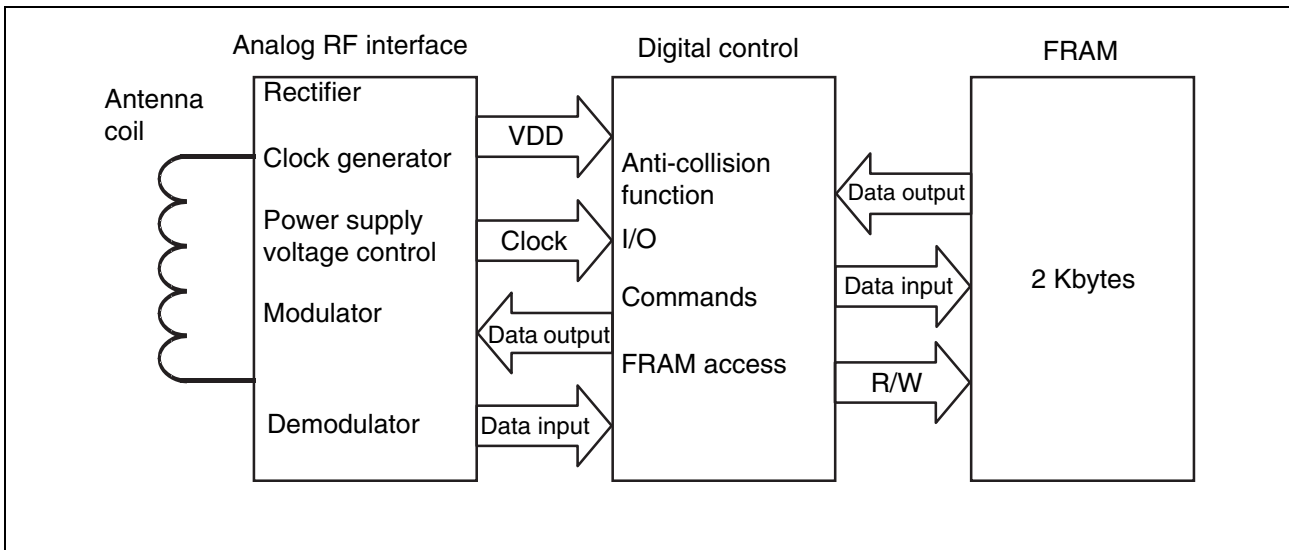 Analog RF interface
Digital control
FRAM
Antenna
coil
Rectifier
Clock generator
Power supply
voltage control
Modulator
Demodulator
VDD
Clock
Data output
Data input
Anti-collision
function
I/O
Commands
FRAM access
Data output
Data input
R/W
2 Kbytes